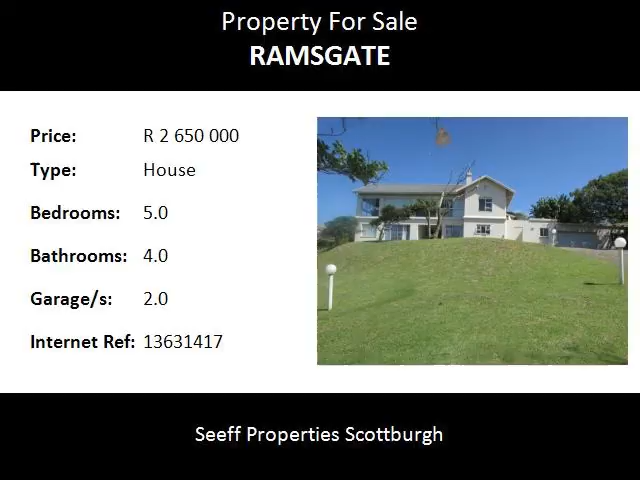 Property For Sale
RAMSGATE
Price: R 2 650 000
Type: House
Bedrooms: 5.0
Bathrooms: 4.0
Garage/s: 2.0
Internet Ref: 13631417
Seeff Properties Scottburgh